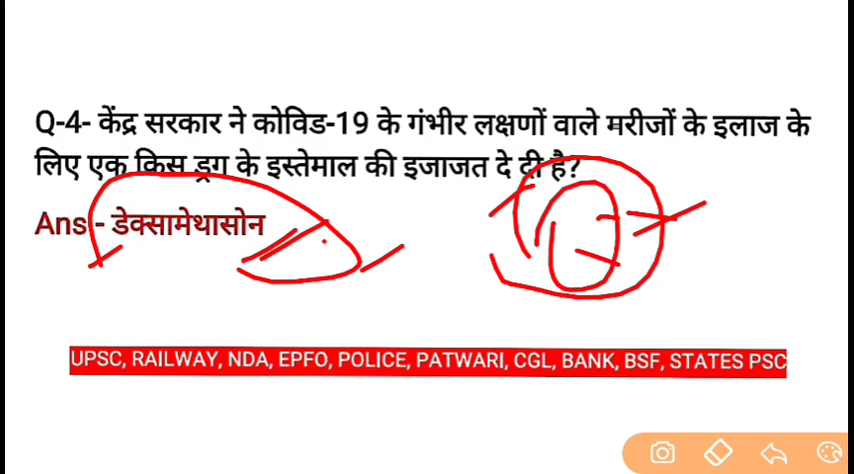 Q-4- केंद्र सरकार ने कोविड-19 के गंभीर लक्षणों वाले मरीजों के इलाज के
लिए एक किस ड्रग के इस्तेमाल की इजाजत दे दी है?
Ans - डेक्सामेथासोन
UPSC, RAILWAY, NDA, EPFO, POLICE, PATWARI, CGL, BANK, BSF, STATES PSC